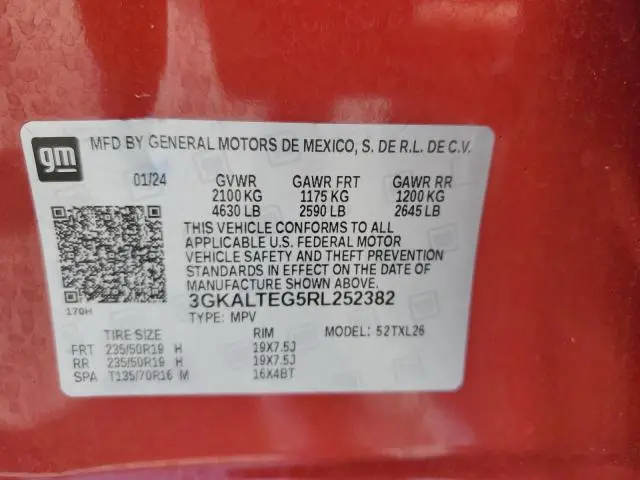 gm MFD BY GENERAL MOTORS DE MEXICO, S. DE R.L. DE C.V.
01/24 GVWR GAWR FRT GAWR RR
2100 KG 1175 KG 1200 KG
4630 LB 2590 LB 2645 LB
THIS VEHICLE CONFORMS TO ALL
APPLICABLE U.S. FEDERAL MOTOR
VEHICLE SAFETY AND THEFT PREVENTION
STANDARDS IN EFFECT ON THE DATE OF
MANUFACTURE SHOWN ABOVE.
3GKALTEG5RL252382
170H TYPE: MPV
TIRE SIZE RIM MODEL: 52TXL26
FRT 235/50R19 H 19X7.5J
RR 235/50R19 H 19X7.5J
SPA T135/70R16 M 16X4BT